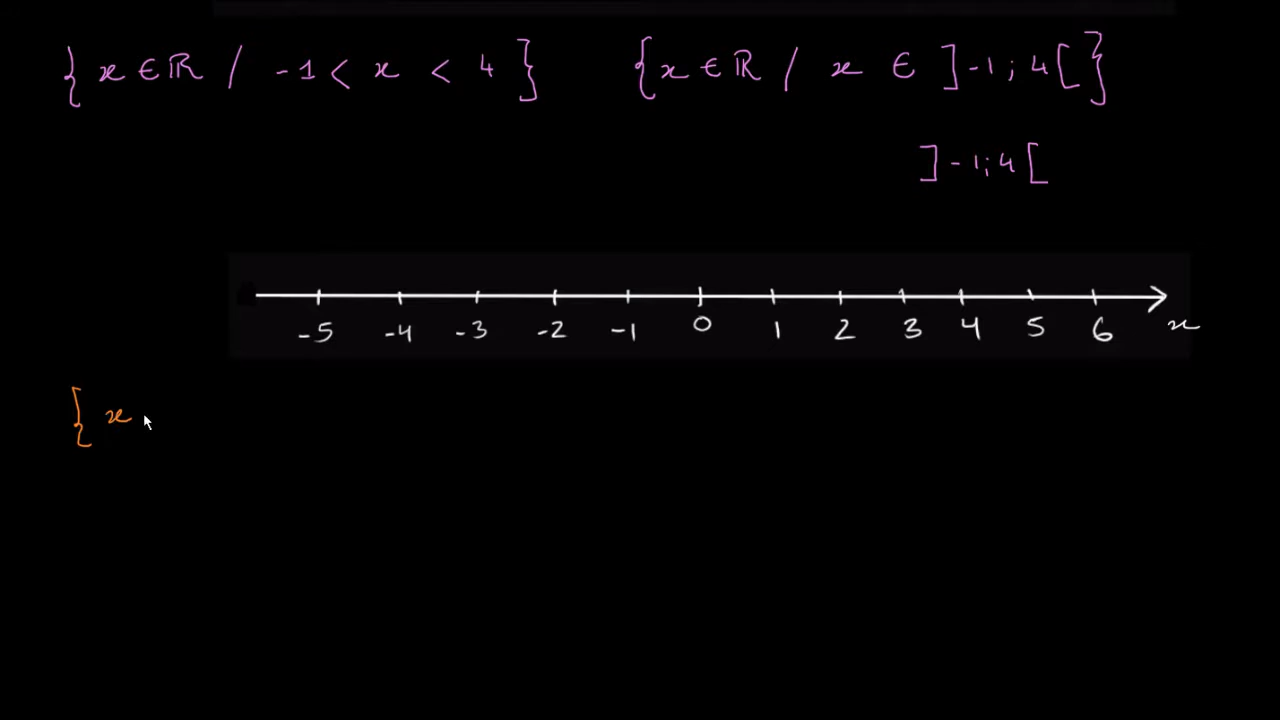 { x ∈ ℝ / -1 < x < 4 } { x ∈ ℝ / x ∈ ]-1 ; 4[ }
]-1 ; 4[
-5 -4 -3 -2 -1 0 1 2 3 4 5 6 x
{ x